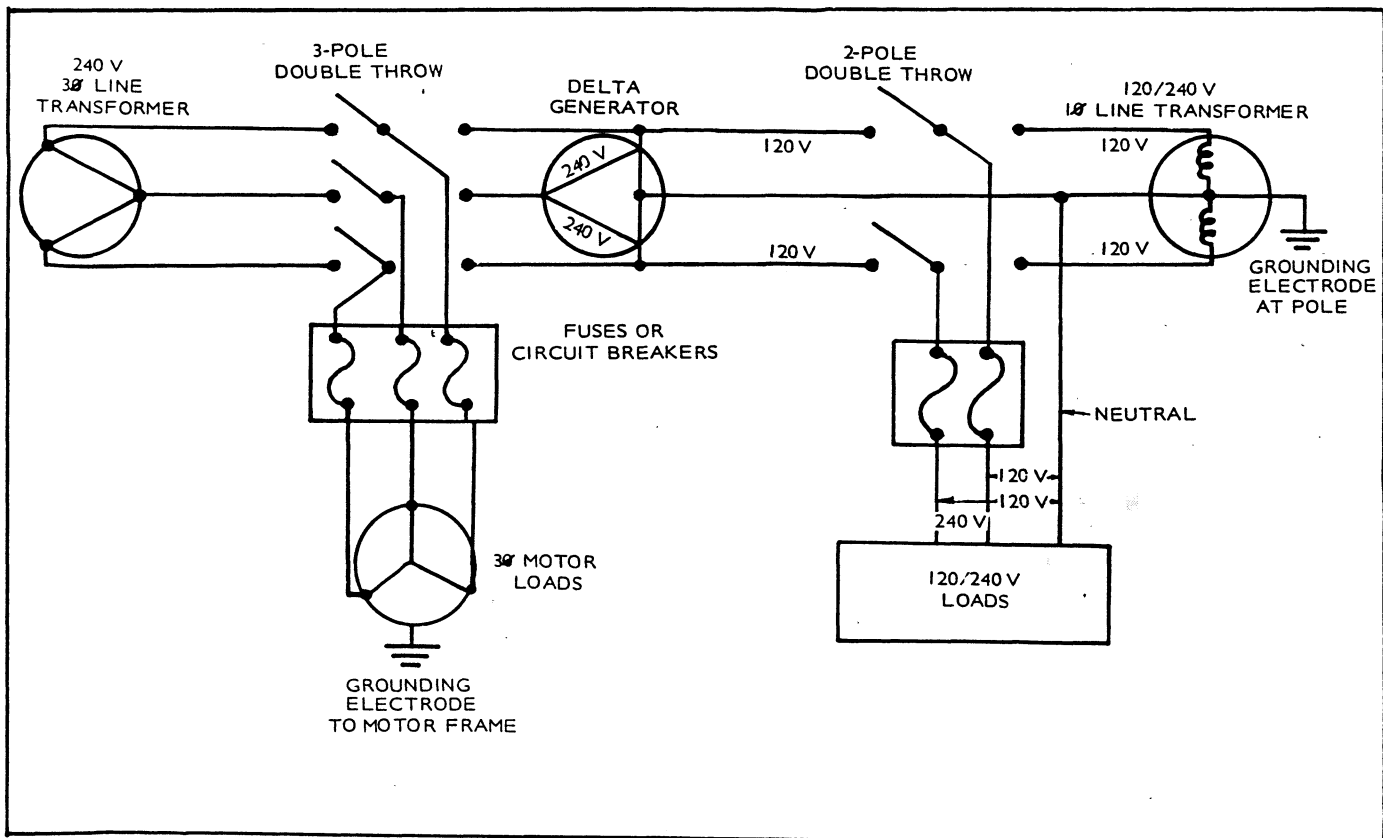 240 V
3Ø LINE
TRANSFORMER
3-POLE
DOUBLE THROW
DELTA
GENERATOR
2-POLE
DOUBLE THROW
120/240 V
1Ø LINE TRANSFORMER
240 V
240 V
120 V
120 V
120 V
120 V
GROUNDING
ELECTRODE
AT POLE
FUSES OR
CIRCUIT BREAKERS
NEUTRAL
120 V
120 V
240 V
120/240 V
LOADS
3Ø MOTOR
LOADS
GROUNDING
ELECTRODE
TO MOTOR FRAME